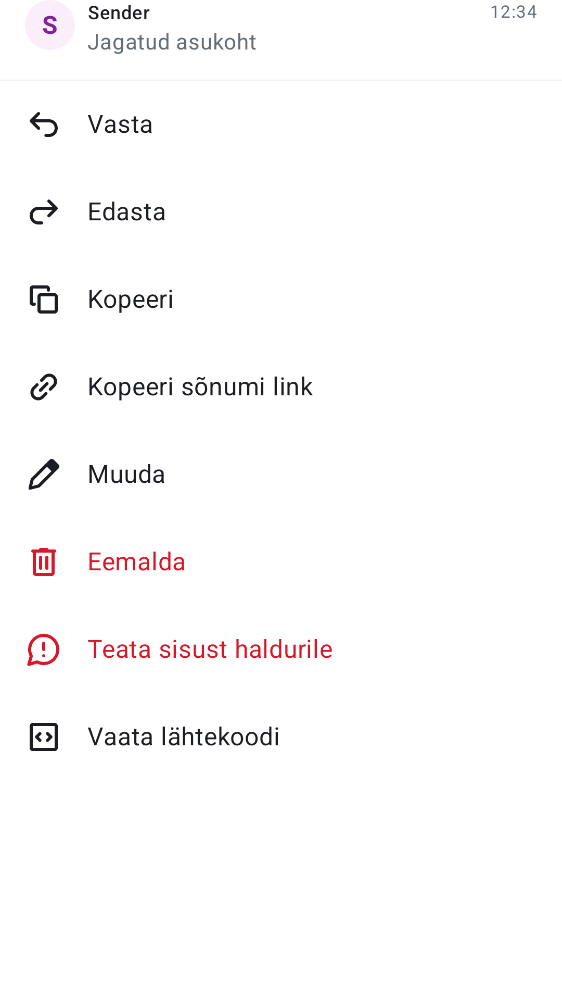 S
Sender
12:34
Jagatud asukoht
Vasta
Edasta
Kopeeri
Kopeeri sõnumi link
Muuda
Eemalda
Teata sisust haldurile
Vaata lähtekoodi